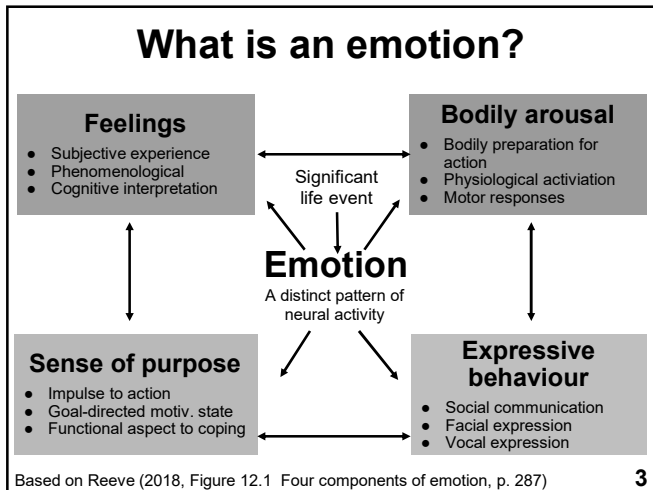 What is an emotion?
Feelings
● Subjective experience
● Phenomenological
● Cognitive interpretation
Bodily arousal
● Bodily preparation for
action
● Physiological activiation
● Motor responses
Significant
life event
Emotion
A distinct pattern of
neural activity
Sense of purpose
● Impulse to action
● Goal-directed motiv. state
● Functional aspect to coping
Expressive
behaviour
● Social communication
● Facial expression
● Vocal expression
Based on Reeve (2018, Figure 12.1 Four components of emotion, p. 287)
3